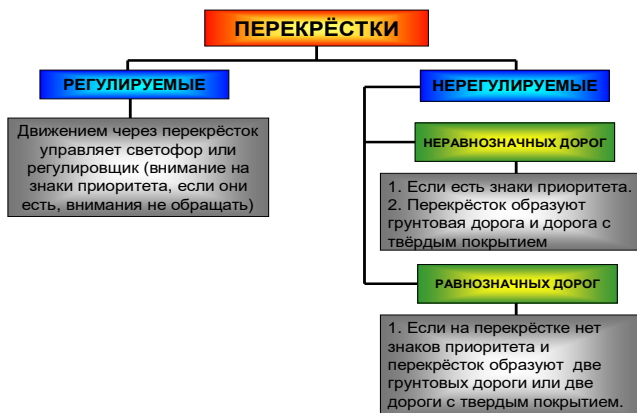 ПЕРЕКРЁСТКИ
РЕГУЛИРУЕМЫЕ
Движением через перекрёсток
управляет светофор или
регулировщик (внимание на
знаки приоритета, если они
есть, внимания не обращать)
НЕРЕГУЛИРУЕМЫЕ
НЕРАВНОЗНАЧНЫХ ДОРОГ
1. Если есть знаки приоритета.
2. Перекрёсток образуют
грунтовая дорога и дорога с
твёрдым покрытием
РАВНОЗНАЧНЫХ ДОРОГ
1. Если на перекрёстке нет
знаков приоритета и
перекрёсток образуют две
грунтовых дороги или две
дороги с твердым покрытием.